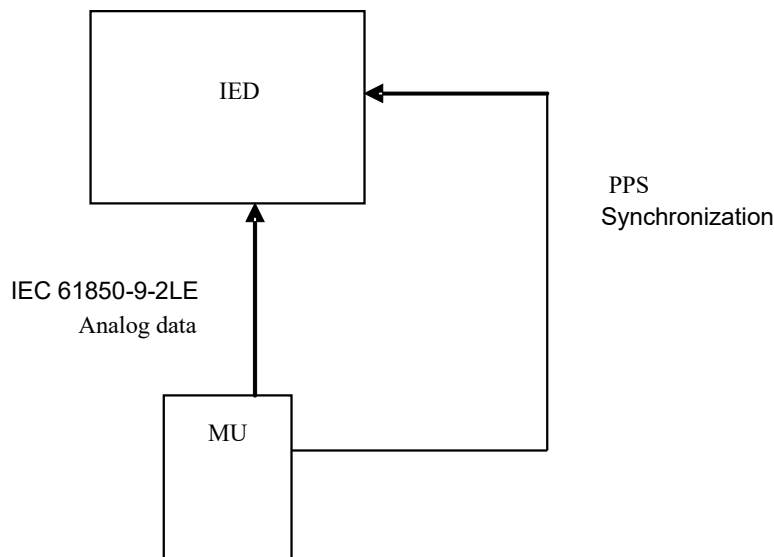 IED
PPS
Synchronization
IEC 61850-9-2LE
Analog data
MU